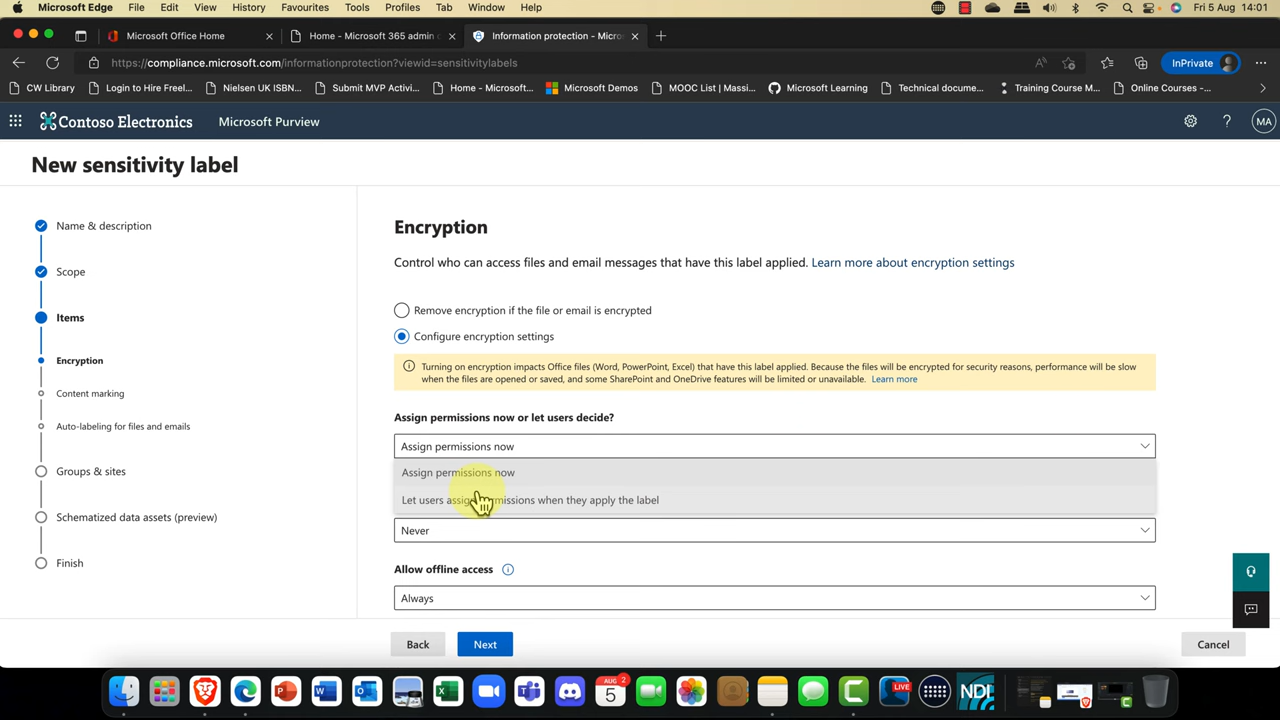 Microsoft Edge File Edit View History Favourites Tools Profiles Tab Window Help Fri 5 Aug 14:01
Microsoft Office Home
Home - Microsoft 365 admin c
Information protection - Micros
https://compliance.microsoft.com/informationprotection?viewid=sensitivitylabels
InPrivate
CW Library
Login to Hire Freel...
Nielsen UK ISBN...
Submit MVP Activi...
Home - Microsoft...
Microsoft Demos
MOOC List | Massi...
Microsoft Learning
Technical docume...
Training Course M...
Online Courses -...
Contoso Electronics
Microsoft Purview
MA
New sensitivity label
Name & description
Scope
Items
Encryption
Content marking
Auto-labeling for files and emails
Groups & sites
Schematized data assets (preview)
Finish
Encryption
Control who can access files and email messages that have this label applied. Learn more about encryption settings
Remove encryption if the file or email is encrypted
Configure encryption settings
Turning on encryption impacts Office files (Word, PowerPoint, Excel) that have this label applied. Because the files will be encrypted for security reasons, performance will be slow
when the files are opened or saved, and some SharePoint and OneDrive features will be limited or unavailable. Learn more
Assign permissions now or let users decide?
Assign permissions now
Assign permissions now
Let users assign permissions when they apply the label
Never
Allow offline access
Always
Back
Next
Cancel
AUG 2
5
LIVE
NDI